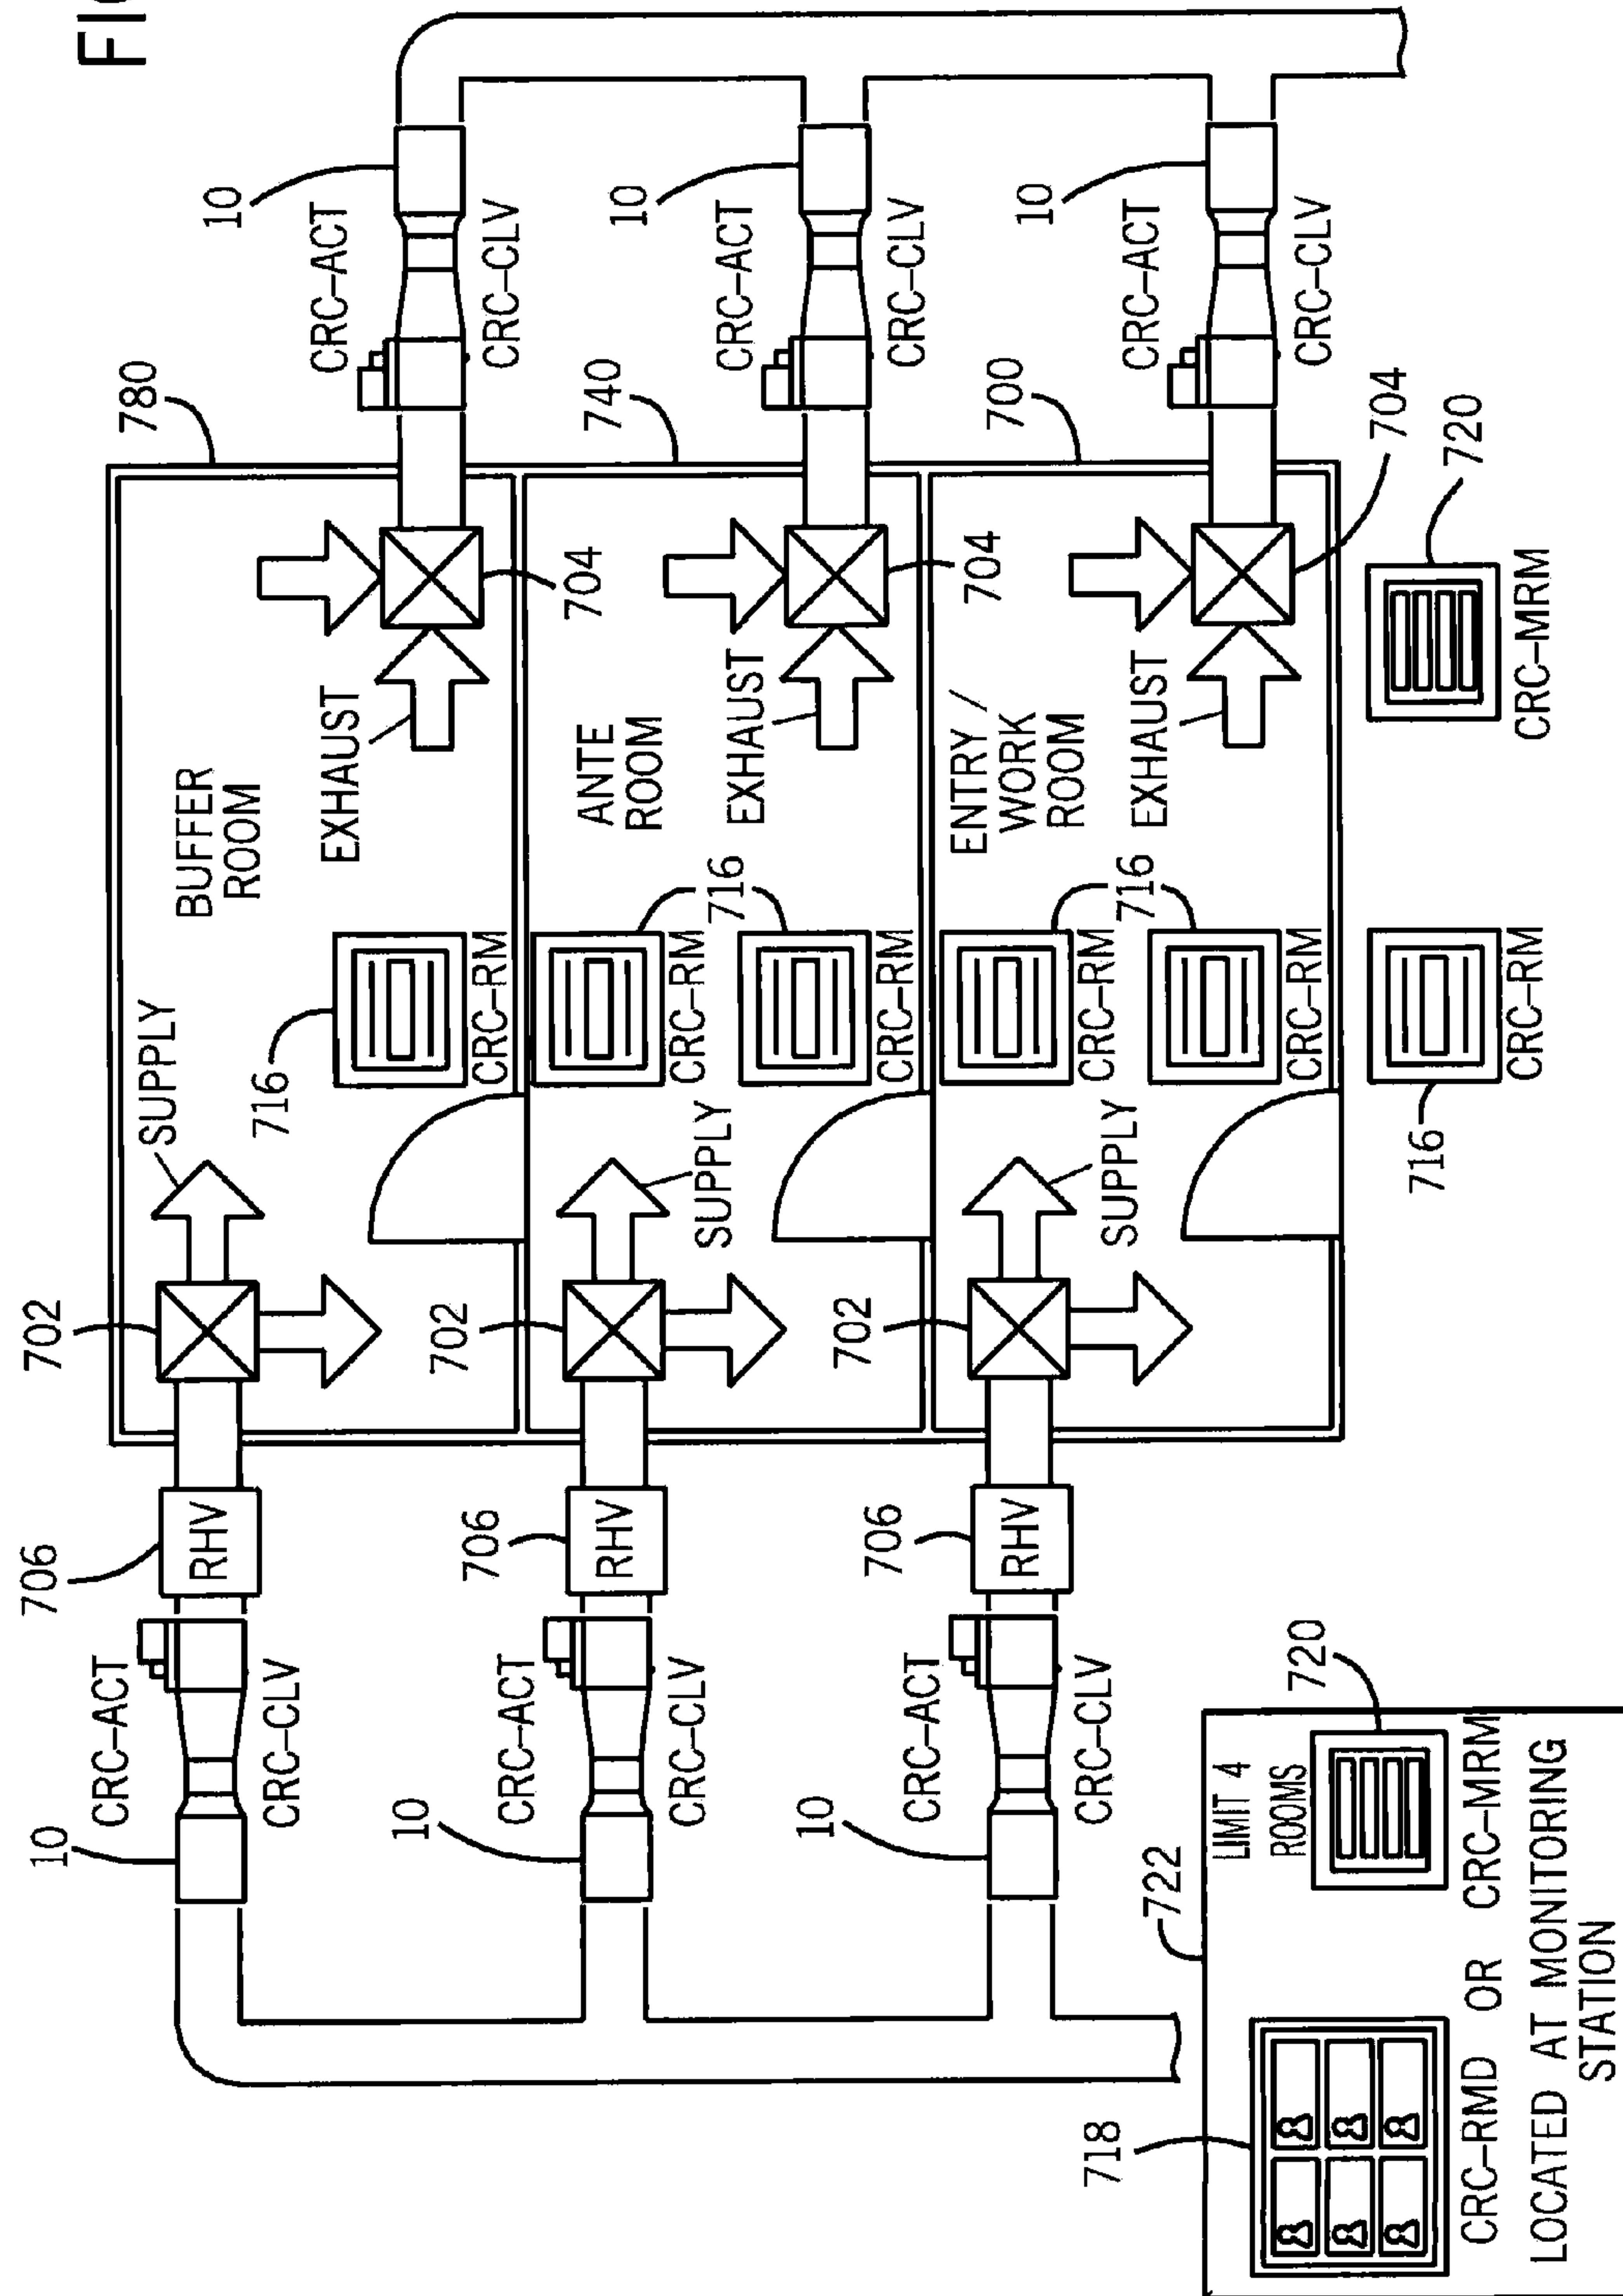 FIG
10
706
702
CRC-ACT
780
SUPPLY
RHV
BUFFER
ROOM
10
716
CRC-CLV
CRC-ACT
EXHAUST
10
702
706
CRC-RM
CRC-CLV
CRC-ACT
704
ANTE
ROOM
740
RHV
10
CRC-CLV
CRC-RM
SUPPLY
716
CRC-ACT
EXHAUST
10
702
706
CRC-RM
CRC-CLV
CRC-ACT
704
ENTRY /
WORK
ROOM
700
RHV
10
CRC-CLV
CRC-RM
SUPPLY
716
CRC-ACT
EXHAUST
718
722
LIMIT 4
ROOMS
720
CRC-RM
CRC-CLV
704
716
720
CRC-RM
CRC-MRM
CRC-RMD OR CRC-MRM
LOCATED AT MONITORING
STATION